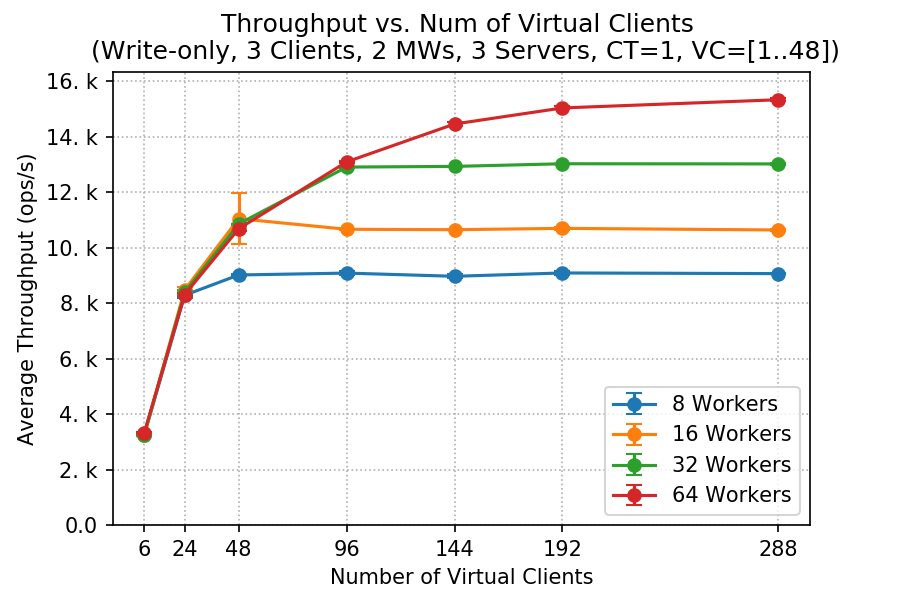 Throughput vs. Num of Virtual Clients
(Write-only, 3 Clients, 2 MWs, 3 Servers, CT=1, VC=[1..48])
Average Throughput (ops/s)
16. k
14. k
12. k
10. k
8. k
6. k
4. k
2. k
0.0
8 Workers
16 Workers
32 Workers
64 Workers
6 24 48 96 144 192 288
Number of Virtual Clients